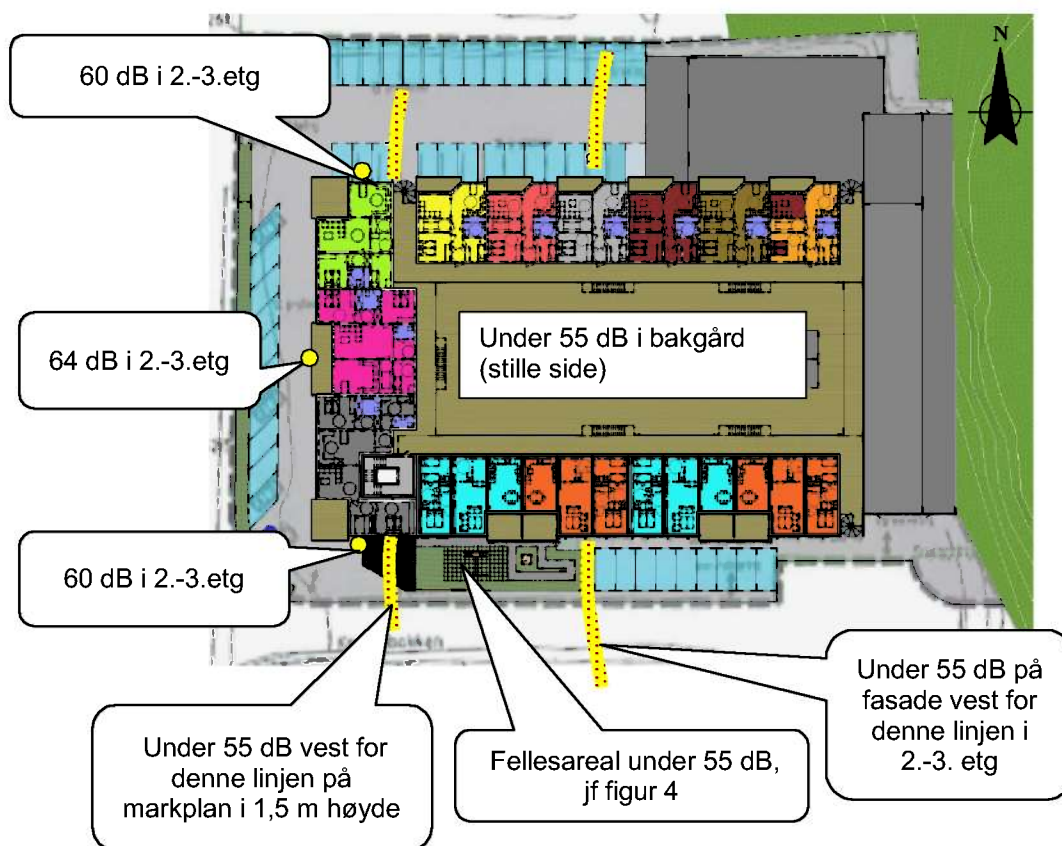 60 dB i 2.-3.etg
N
64 dB i 2.-3.etg
Under 55 dB i bakgård
(stille side)
60 dB i 2.-3.etg
Under 55 dB vest for
denne linjen på
markplan i 1,5 m høyde
Fellesareal under 55 dB,
jf figur 4
Under 55 dB på
fasade vest for
denne linjen i
2.-3. etg